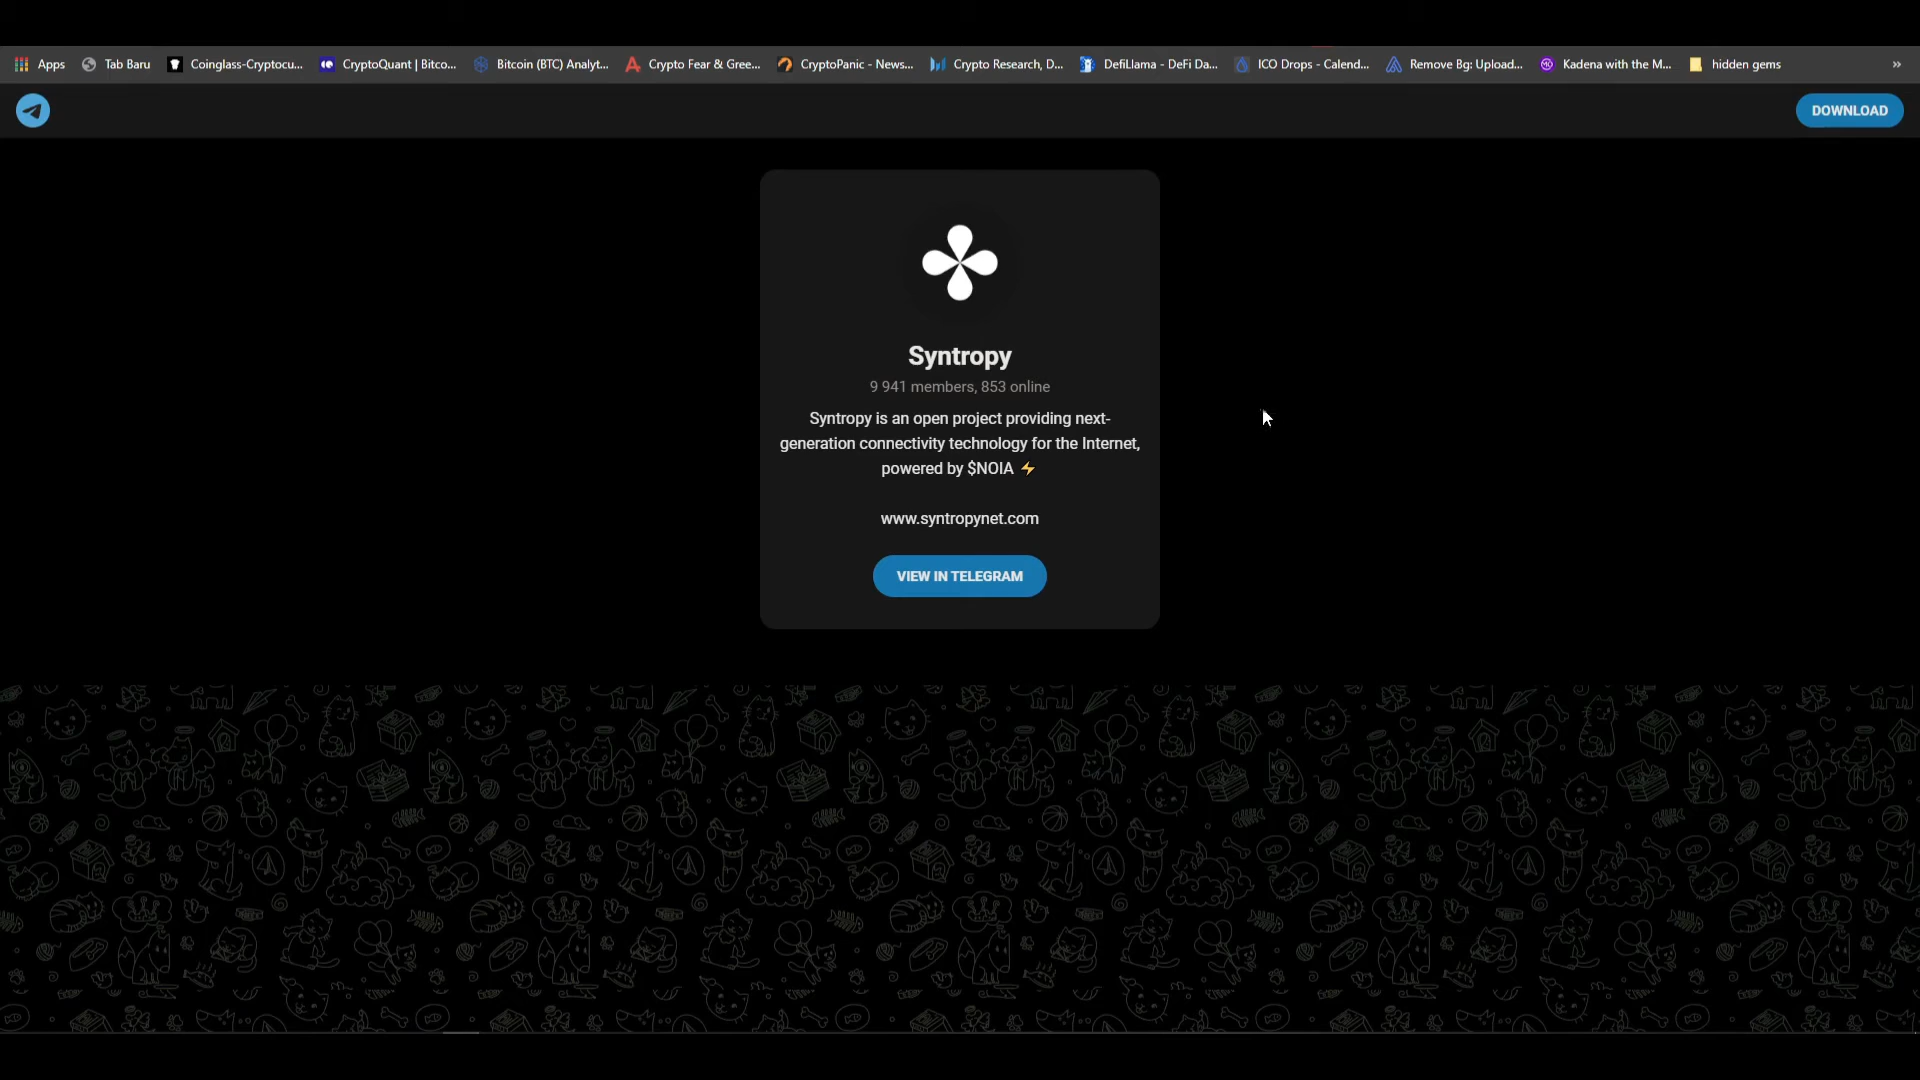 Apps Tab Baru Coinglass-Cryptocu... CryptoQuant | Bitco... Bitcoin (BTC) Analyt... Crypto Fear & Gree... CryptoPanic - News... Crypto Research, D... DefiLlama - DeFi Da... ICO Drops - Calend... Remove Bg: Upload... Kadena with the M... hidden gems »
DOWNLOAD
Syntropy
9 941 members, 853 online
Syntropy is an open project providing next-
generation connectivity technology for the Internet,
powered by $NOIA ⚡
www.syntropynet.com
VIEW IN TELEGRAM